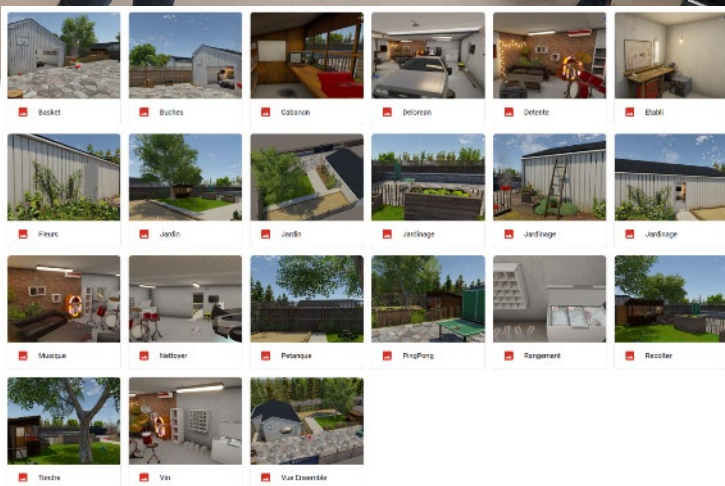 Basket
Buches
Cabanon
Delorean
Detente
Etabli
Fleurs
Jardin
Jardin
Jardinage
Jardinage
Jardinage
Musique
Nettoyer
Petanque
PingPong
Rangement
Recolter
Tondre
Vin
Vue Ensemble